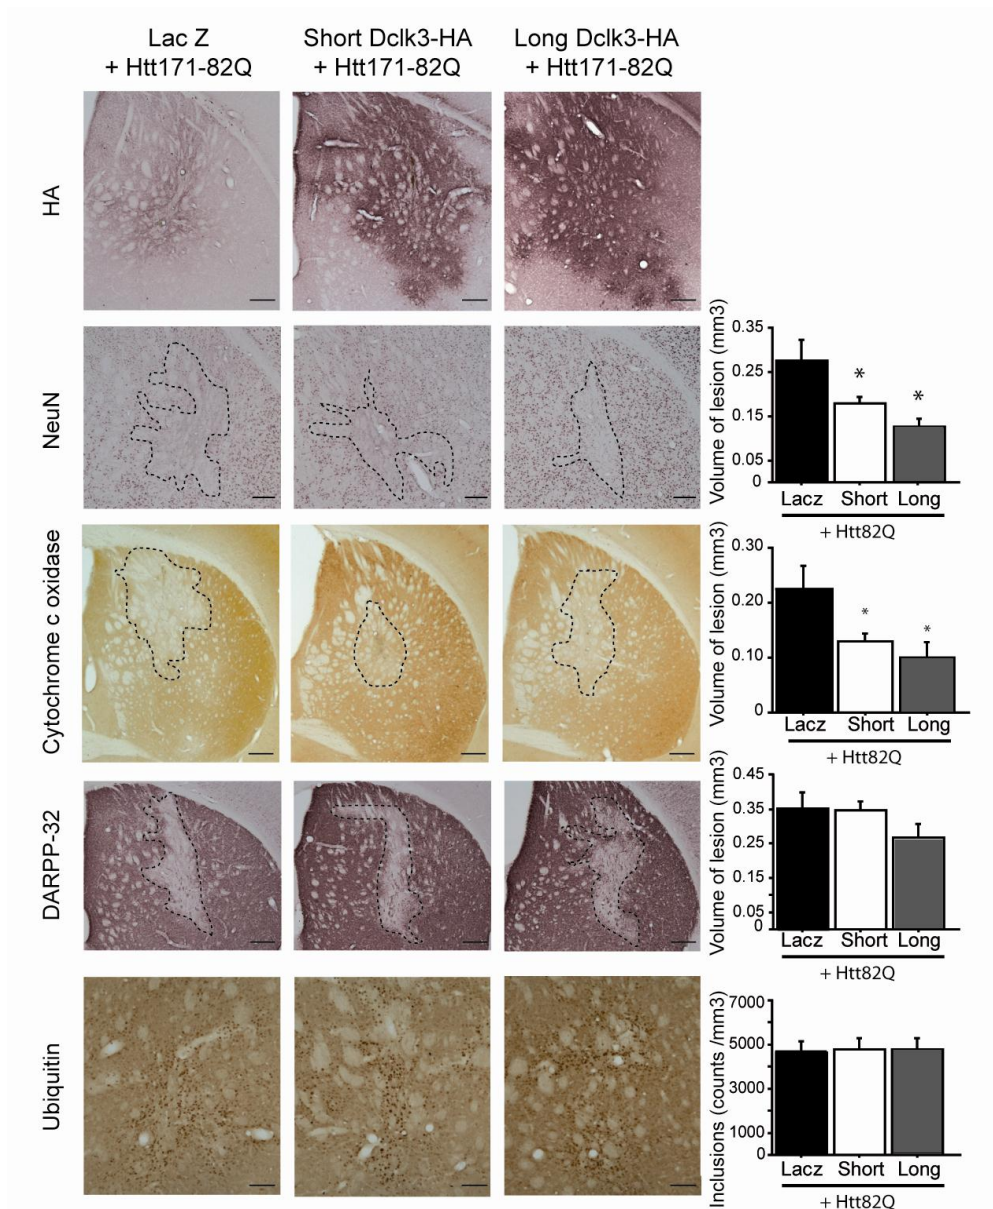 Lac Z
+ Htt171-82Q
Short Dclk3-HA
+ Htt171-82Q
Long Dclk3-HA
+ Htt171-82Q
HA
NeuN
Volume of lesion (mm3)
0.35
0.25
0.15
0.05
0
*
*
Lacz Short Long
+ Htt82Q
Cytochrome c oxidase
Volume of lesion (mm3)
0.30
0.20
0.10
0
*
*
Lacz Short Long
+ Htt82Q
DARPP-32
Volume of lesion (mm3)
0.45
0.35
0.25
0.15
0.05
Lacz Short Long
+ Htt82Q
Ubiquitin
Inclusions (counts /mm3)
7000
5000
3000
1000
0
Lacz Short Long
+ Htt82Q